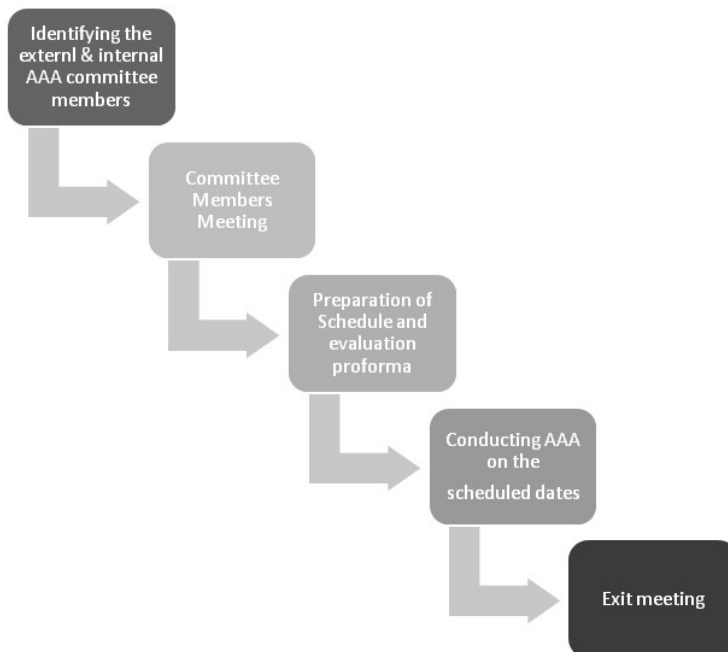 Identifying the
externl & internal
AAA committee
members
Committee
Members
Meeting
Preparation of
Schedule and
evaluation
proforma
Conducting AAA
on the
scheduled dates
Exit meeting